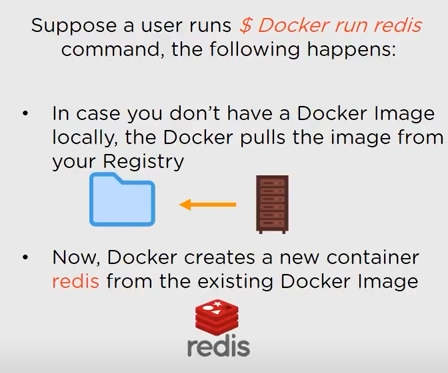 Suppose a user runs $ Docker run redis
command, the following happens:
• In case you don't have a Docker Image
locally, the Docker pulls the image from
your Registry
• Now, Docker creates a new container
redis from the existing Docker Image
redis